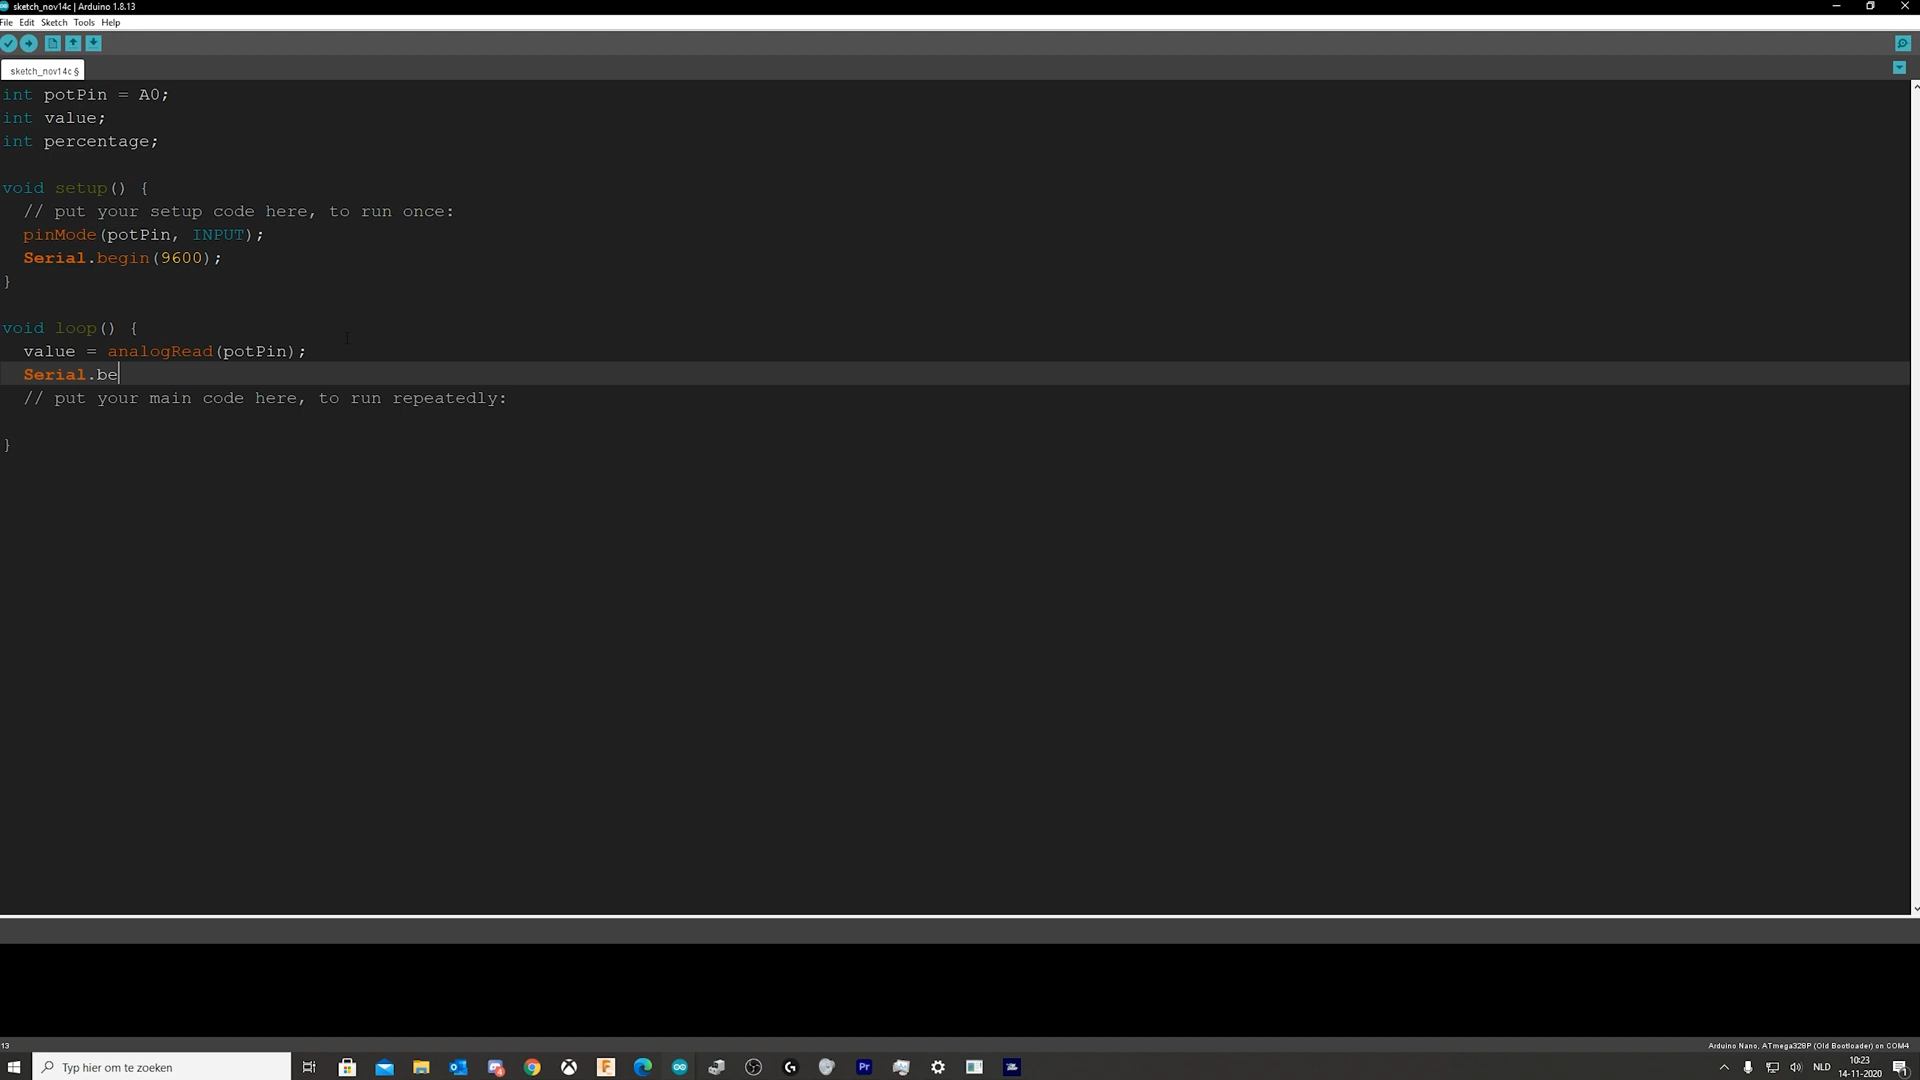 sketch_nov14c | Arduino 1.8.13
File Edit Sketch Tools Help
sketch_nov14c §
int potPin = A0;
int value;
int percentage;
void setup() {
// put your setup code here, to run once:
pinMode(potPin, INPUT);
Serial.begin(9600);
}
void loop() {
value = analogRead(potPin);
Serial.be
// put your main code here, to run repeatedly:
}
13
Arduino Nano, ATmega328P (Old Bootloader) on COM4
Typ hier om te zoeken
4
Pr
NLD
10:23
14-11-2020
1